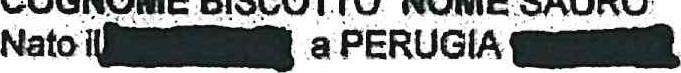 COGNOME BISCOTTO NOME SAURO
Nato il a PERUGIA